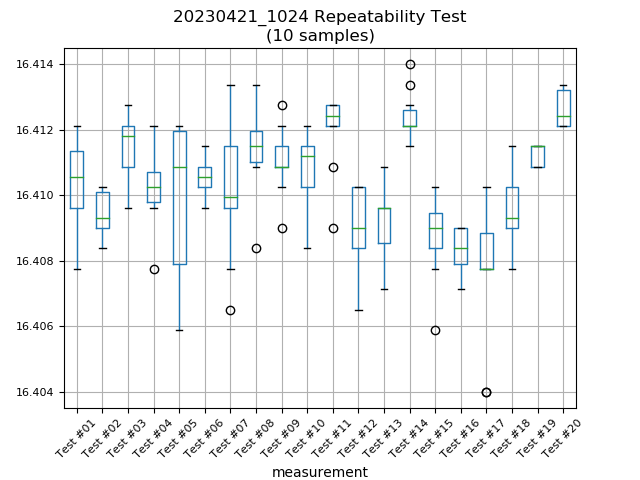 20230421_1024 Repeatability Test
(10 samples)
16.414
16.412
16.410
16.408
16.406
16.404
Test #01
Test #02
Test #03
Test #04
Test #05
Test #06
Test #07
Test #08
Test #09
Test #10
Test #11
Test #12
Test #13
Test #14
Test #15
Test #16
Test #17
Test #18
Test #19
Test #20
measurement